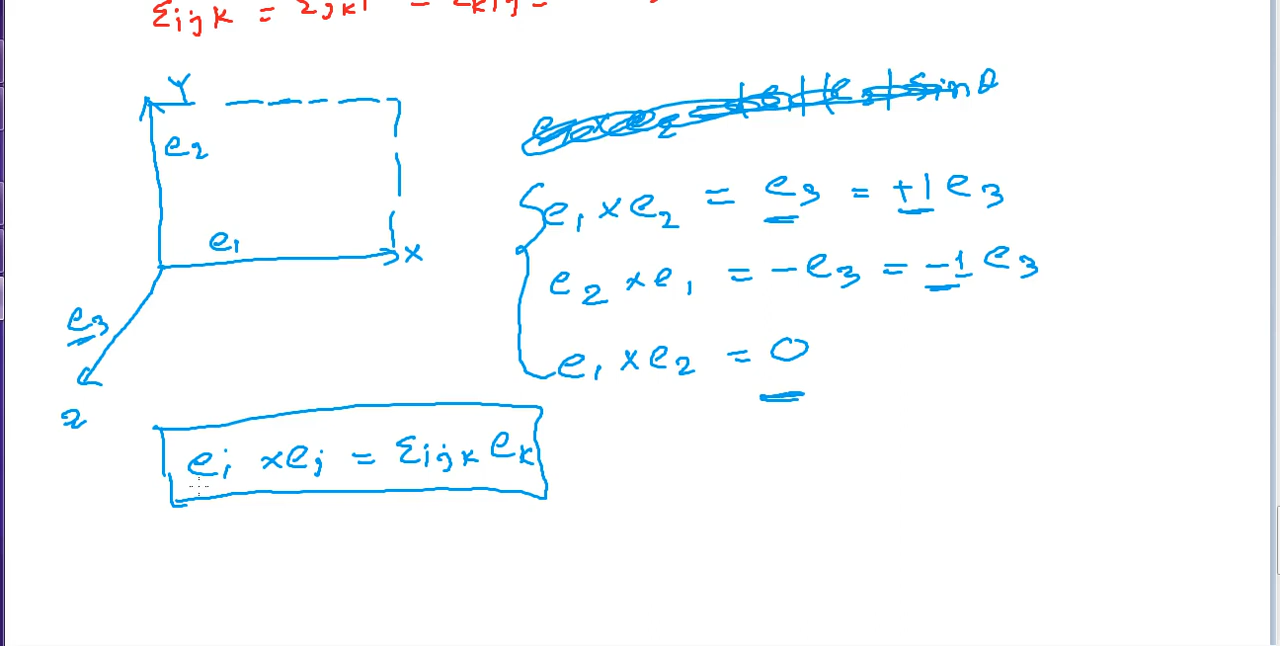 εijk = εjki = εkij =
Y
e2
e1
X
e3
z
e1 × e2 = e3 = +1 e3
e2 × e1 = -e3 = -1 e3
e1 × e2 = 0
ei × ej = εijk ek